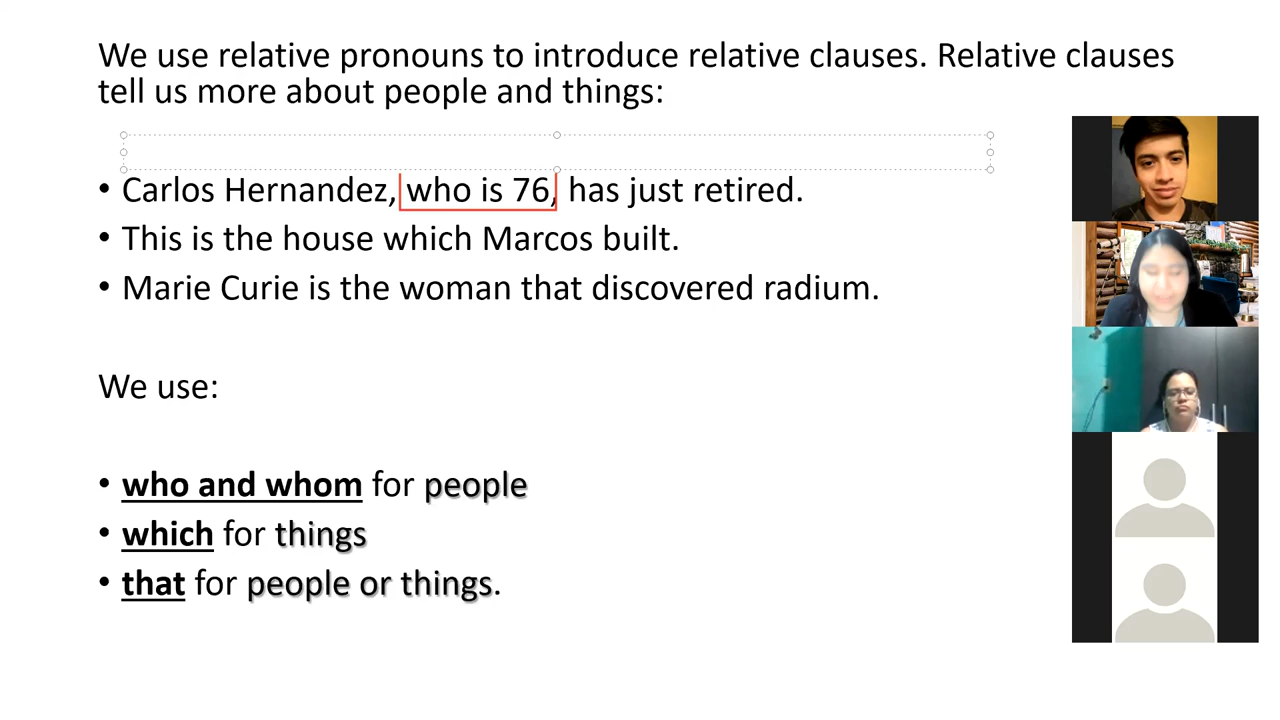 We use relative pronouns to introduce relative clauses. Relative clauses
tell us more about people and things:
• Carlos Hernandez, who is 76, has just retired.
• This is the house which Marcos built.
• Marie Curie is the woman that discovered radium.
We use:
• who and whom for people
• which for things
• that for people or things.